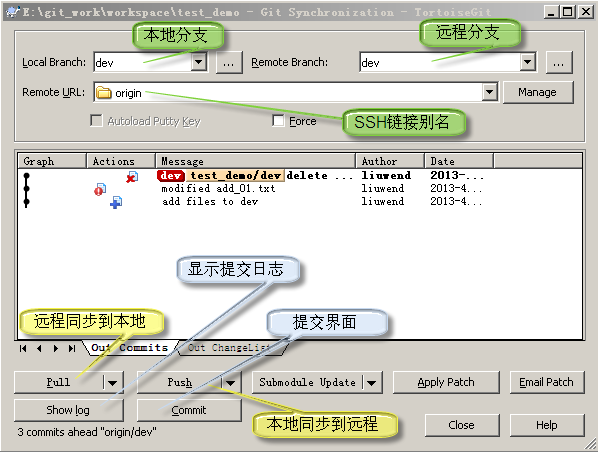 E:\git_work\workspace\test_demo - Git Synchronization - TortoiseGit
本地分支
远程分支
Local Branch: dev ... Remote Branch: dev ...
Remote URL: origin Manage
Autoload Putty Key Force
SSH链接别名
Graph Actions Message Author Date
dev test_demo/dev delete ... liuwend 2013-...
modified add_01.txt liuwend 2013-4...
add files to dev liuwend 2013-4...
显示提交日志
远程同步到本地
提交界面
Out Commits Out ChangeList
Pull Push Submodule Update Apply Patch Email Patch
Show log Commit
本地同步到远程
Close Help
3 commits ahead "origin/dev"